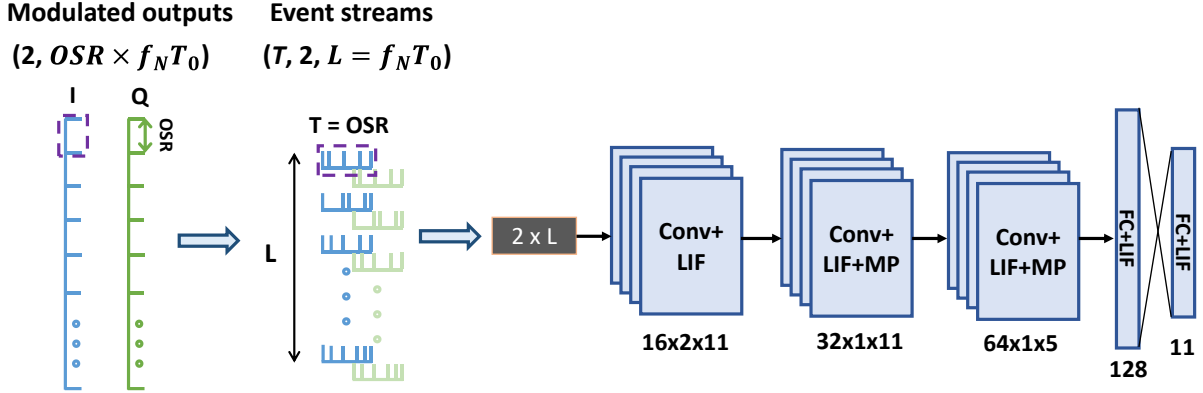 Modulated outputs
(2, OSR × f_N T_0)
I
Q
OSR
Event streams
(T, 2, L = f_N T_0)
T = OSR
L
2 x L
Conv+
LIF
16x2x11
Conv+
LIF+MP
32x1x11
Conv+
LIF+MP
64x1x5
FC+LIF
128
FC+LIF
11